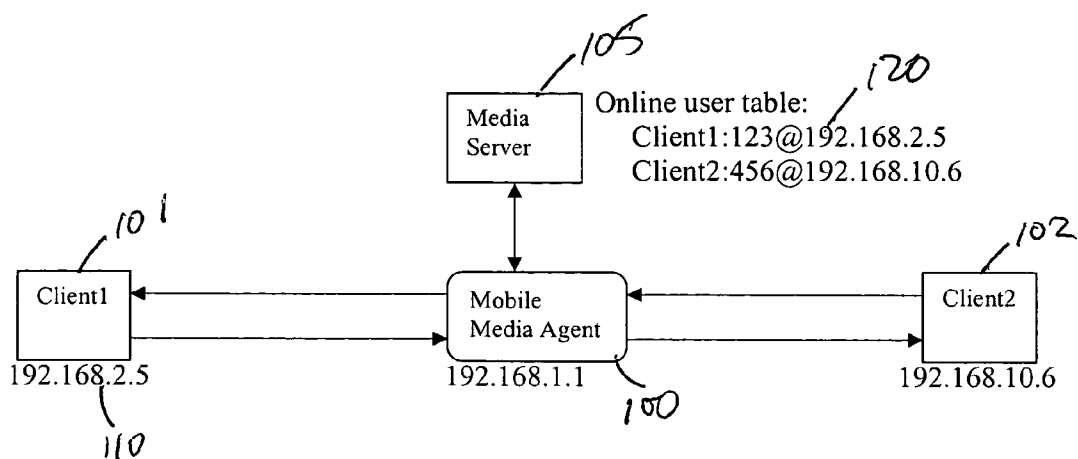 105
120
Media
Server
Online user table:
Client1:123@192.168.2.5
Client2:456@192.168.10.6
101
102
Client1
Mobile
Media Agent
Client2
192.168.2.5
192.168.1.1
192.168.10.6
110
100